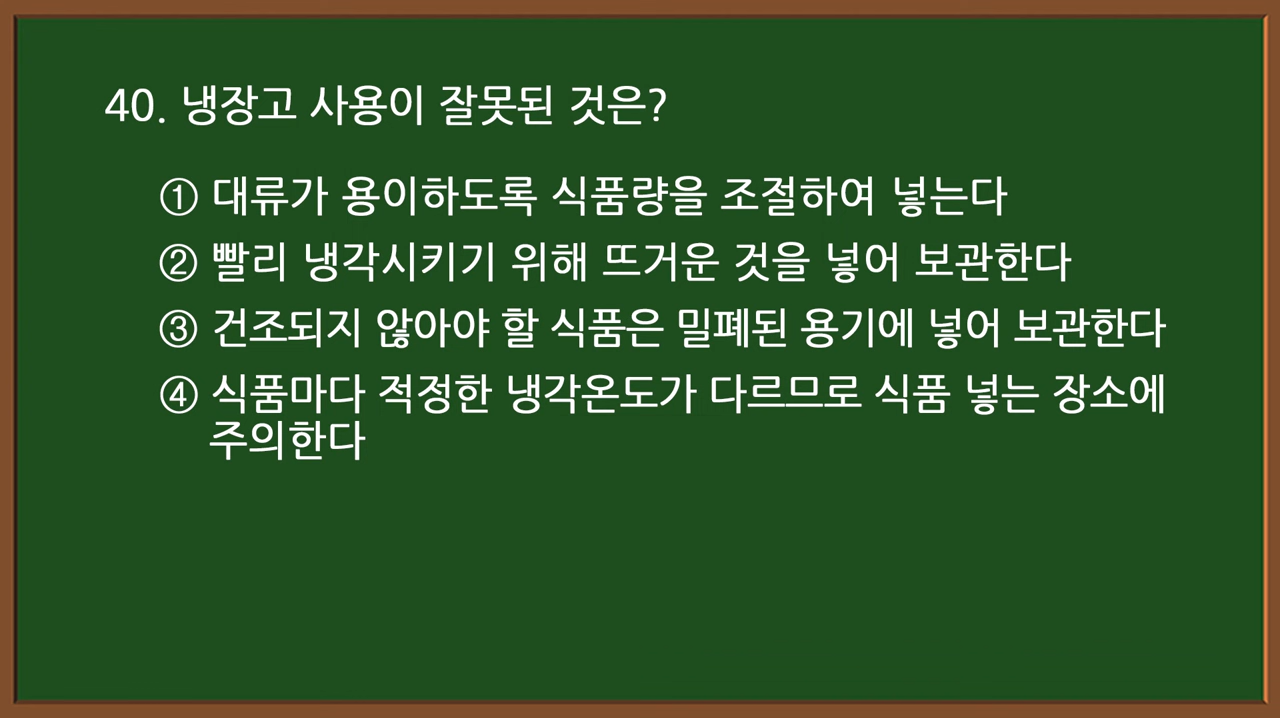 40. 냉장고 사용이 잘못된 것은?
① 대류가 용이하도록 식품량을 조절하여 넣는다
② 빨리 냉각시키기 위해 뜨거운 것을 넣어 보관한다
③ 건조되지 않아야 할 식품은 밀폐된 용기에 넣어 보관한다
④ 식품마다 적정한 냉각온도가 다르므로 식품 넣는 장소에
주의한다